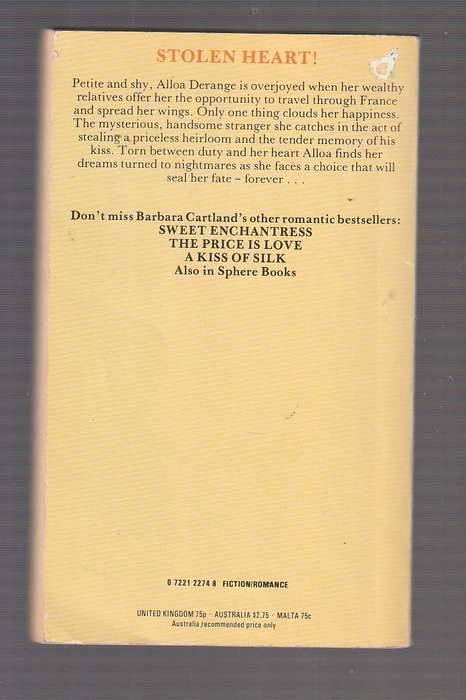 STOLEN HEART!
Petite and shy, Alloa Derange is overjoyed when her wealthy
relatives offer her the opportunity to travel through France
and spread her wings. Only one thing clouds her happiness.
The mysterious, handsome stranger she catches in the act of
stealing a priceless heirloom and the tender memory of his
kiss. Torn between duty and her heart Alloa finds her
dreams turned to nightmares as she faces a choice that will
seal her fate – forever . . .
Don't miss Barbara Cartland's other romantic bestsellers:
SWEET ENCHANTRESS
THE PRICE IS LOVE
A KISS OF SILK
Also in Sphere Books
0 7221 2274 8 FICTION/ROMANCE
UNITED KINGDOM 75p · AUSTRALIA $2.75 · MALTA 75c
Australia recommended price only